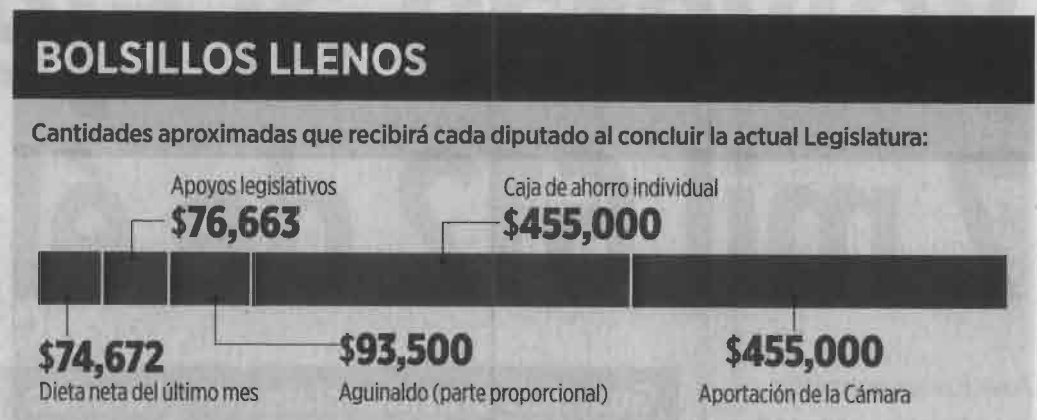 BOLSILLOS LLENOS
Cantidades aproximadas que recibirá cada diputado al concluir la actual Legislatura:
Apoyos legislativos
$76,663
Caja de ahorro individual
$455,000
$74,672
Dieta neta del último mes
$93,500
Aguinaldo (parte proporcional)
$455,000
Aportación de la Cámara